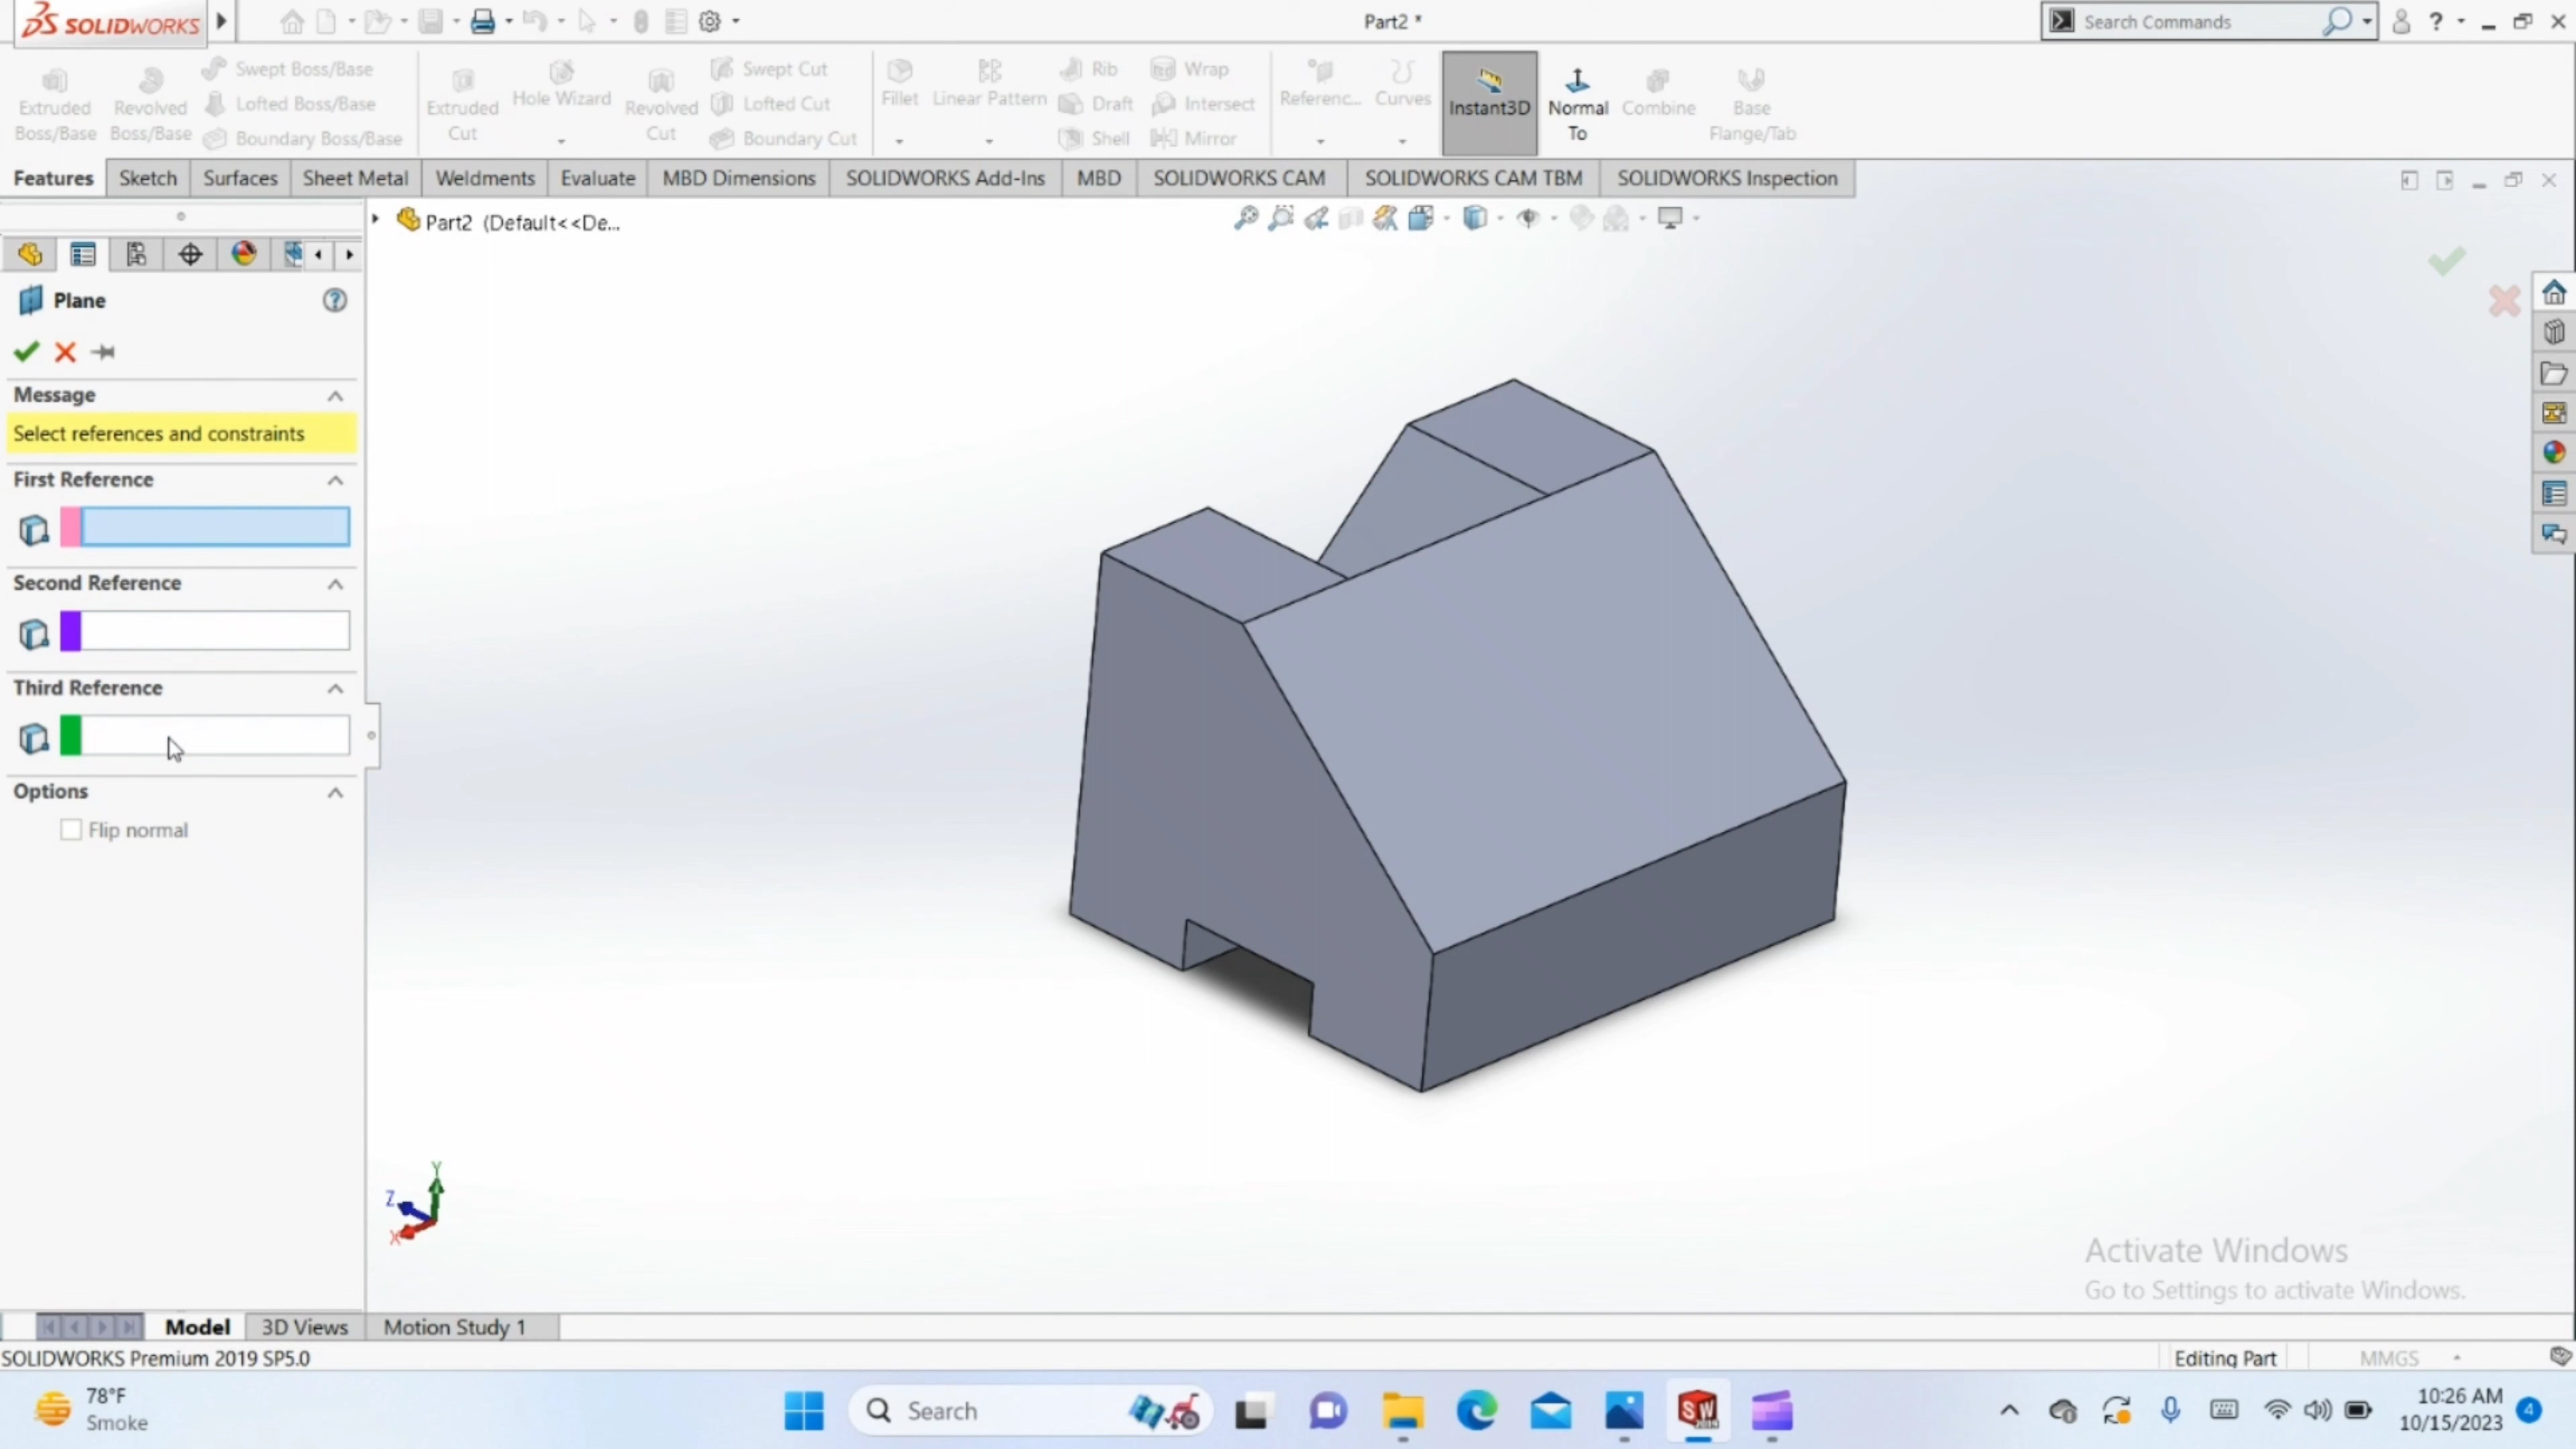 SOLIDWORKS
Part2 *
Search Commands
?
Extruded Boss/Base
Revolved Boss/Base
Swept Boss/Base
Lofted Boss/Base
Boundary Boss/Base
Extruded Cut
Hole Wizard
Revolved Cut
Swept Cut
Lofted Cut
Boundary Cut
Fillet
Linear Pattern
Rib
Draft
Shell
Wrap
Intersect
Mirror
Referenc...
Curves
Instant3D
Normal To
Combine
Base Flange/Tab
Features Sketch Surfaces Sheet Metal Weldments Evaluate MBD Dimensions SOLIDWORKS Add-Ins MBD SOLIDWORKS CAM SOLIDWORKS CAM TBM SOLIDWORKS Inspection
Part2 (Default<<De...
Plane
Message
Select references and constraints
First Reference
Second Reference
Third Reference
Options
Flip normal
Y
Z
X
Activate Windows
Go to Settings to activate Windows.
Model 3D Views Motion Study 1
SOLIDWORKS Premium 2019 SP5.0
Editing Part
MMGS
78°F
Smoke
Search
SW
2019
10:26 AM
10/15/2023
4